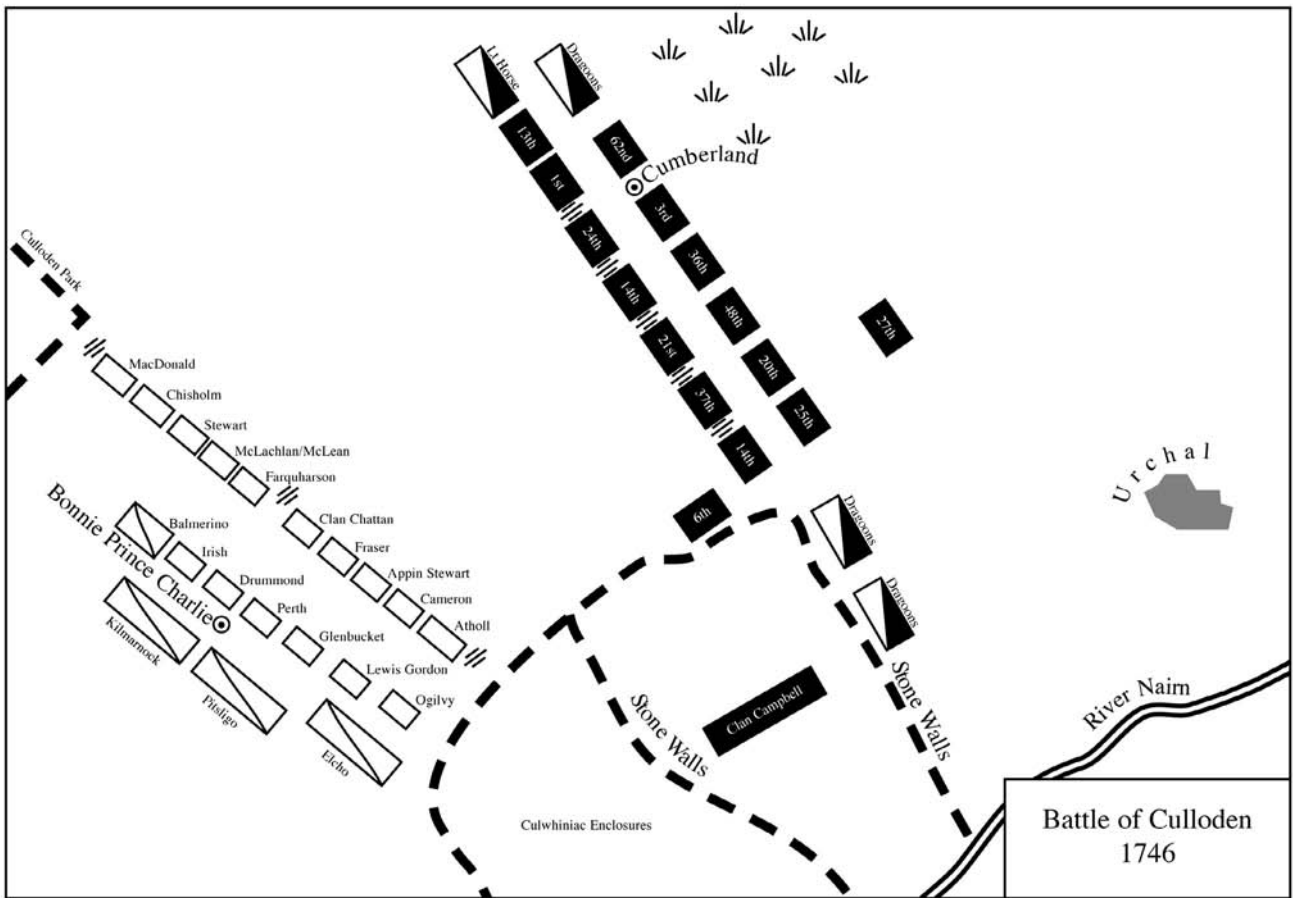 Lt Horse
Dragoons
13th
62nd
Cumberland
1st
3rd
24th
36th
14th
48th
27th
21st
20th
37th
25th
14th
6th
Culloden Park
MacDonald
Chisholm
Stewart
McLachlan/McLean
Farquharson
Clan Chattan
Fraser
Appin Stewart
Cameron
Atholl
Bonnie Prince Charlie
Balmerino
Irish
Drummond
Perth
Glenbucket
Lewis Gordon
Ogilvy
Kilmarnock
Pitsligo
Elcho
Dragoons
Dragoons
Urchal
Stone Walls
Stone Walls
Clan Campbell
Culwhiniac Enclosures
River Nairn
Battle of Culloden
1746